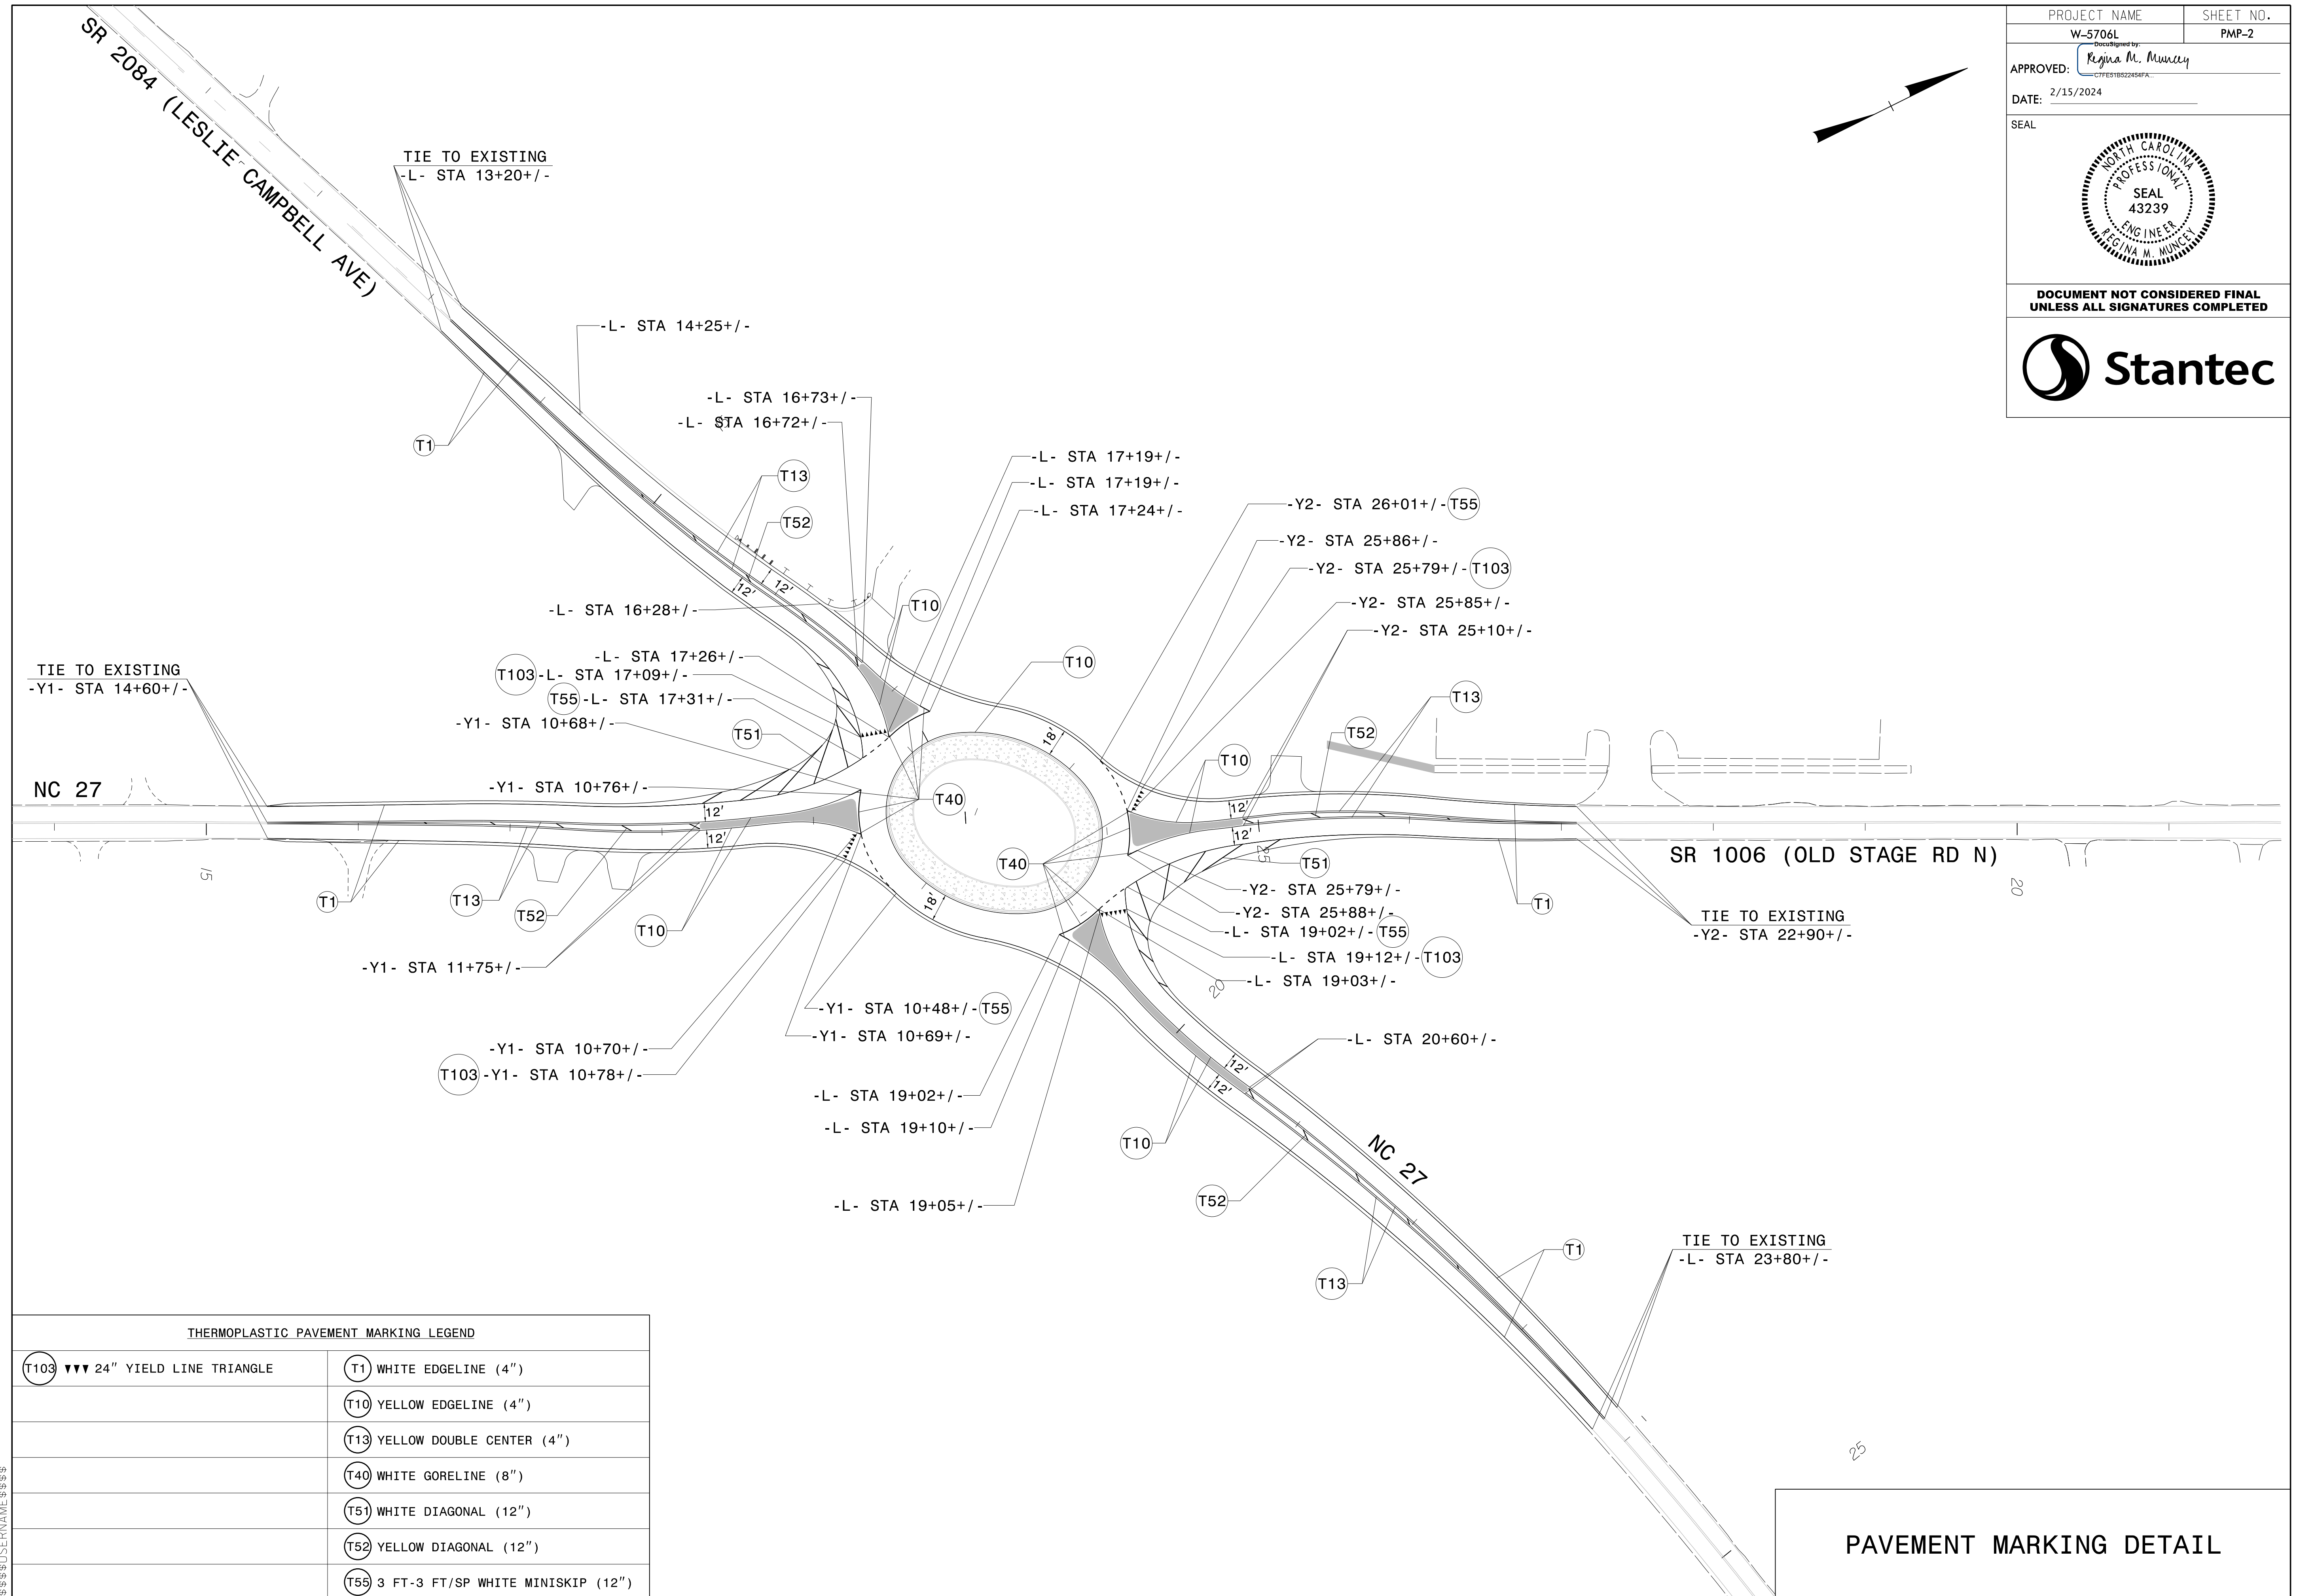 PROJECT NAME
SHEET NO.
W-5706L
PMP-2
DocuSigned by:
APPROVED: Regina M. Muncey
C7FE51B522454FA...
DATE: 2/15/2024
SEAL
NORTH CAROLINA
PROFESSIONAL
SEAL
43239
ENGINEER
REGINA M. MUNCEY
DOCUMENT NOT CONSIDERED FINAL
UNLESS ALL SIGNATURES COMPLETED
Stantec
SR 2084 (LESLIE CAMPBELL AVE)
TIE TO EXISTING
-L- STA 13+20+/-
-L- STA 14+25+/-
-L- STA 16+73+/-
-L- STA 16+72+/-
T1
T13
T52
-L- STA 17+19+/-
-L- STA 17+19+/-
-L- STA 17+24+/-
-Y2- STA 26+01+/- T55
-Y2- STA 25+86+/-
-Y2- STA 25+79+/- T103
-Y2- STA 25+85+/-
-Y2- STA 25+10+/-
12'
12'
-L- STA 16+28+/-
T10
T10
-L- STA 17+26+/-
T103 -L- STA 17+09+/-
T55 -L- STA 17+31+/-
-Y1- STA 10+68+/-
T51
TIE TO EXISTING
-Y1- STA 14+60+/-
T13
T52
T10
18'
NC 27
-Y1- STA 10+76+/-
12'
12'
T40
T40
12'
12'
15
25
T51
SR 1006 (OLD STAGE RD N)
20
T1
T13
T52
T10
18'
T1
-Y2- STA 25+79+/-
-Y2- STA 25+88+/-
-L- STA 19+02+/- T55
-L- STA 19+12+/- T103
-L- STA 19+03+/-
20
TIE TO EXISTING
-Y2- STA 22+90+/-
-Y1- STA 11+75+/-
-Y1- STA 10+48+/- T55
-Y1- STA 10+69+/-
-Y1- STA 10+70+/-
T103 -Y1- STA 10+78+/-
-L- STA 20+60+/-
12'
12'
-L- STA 19+02+/-
-L- STA 19+10+/-
T10
NC 27
-L- STA 19+05+/-
T52
T13
T1
TIE TO EXISTING
-L- STA 23+80+/-
25
THERMOPLASTIC PAVEMENT MARKING LEGEND
T103 24" YIELD LINE TRIANGLE
T1 WHITE EDGELINE (4")
T10 YELLOW EDGELINE (4")
T13 YELLOW DOUBLE CENTER (4")
T40 WHITE GORELINE (8")
T51 WHITE DIAGONAL (12")
T52 YELLOW DIAGONAL (12")
T55 3 FT-3 FT/SP WHITE MINISKIP (12")
PAVEMENT MARKING DETAIL